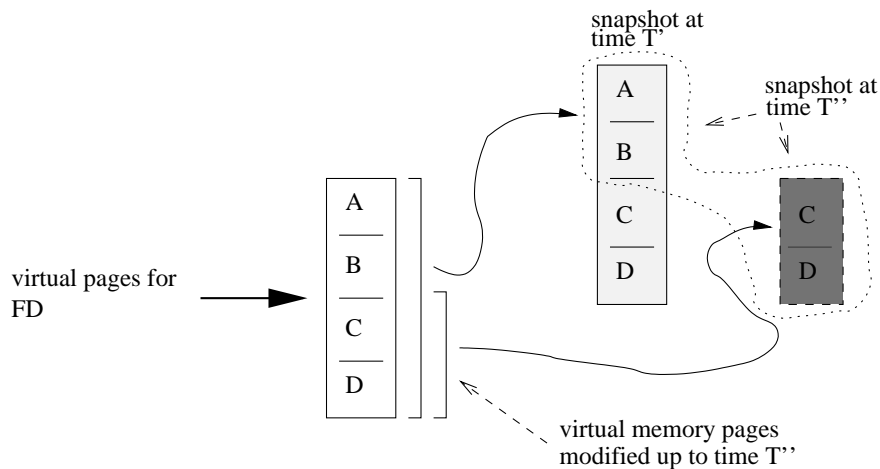 snapshot at
time T'
A
B
C
D
snapshot at
time T''
C
D
virtual pages for
FD
A
B
C
D
virtual memory pages
modified up to time T''